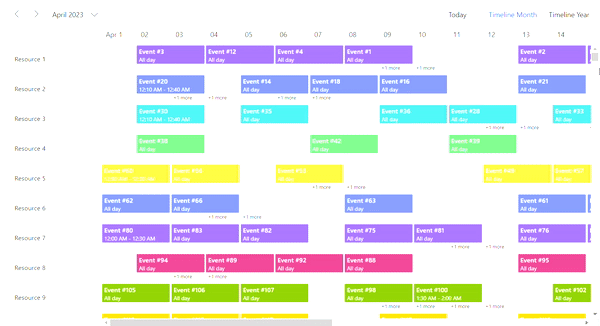 April 2023 Today Timeline Month Timeline Year
Apr 1 02 03 04 05 06 07 08 09 10 11 12 13 14
Resource 1
Event #3 Event #12 Event #4 Event #1 Event #2
All day All day All day All day All day
+1 more +1 more
Resource 2
Event #20 Event #14 Event #18 Event #16 Event #21
12:10 AM - 12:40 AM All day All day All day All day
+1 more +1 more +1 more +1 more
Resource 3
Event #30 Event #35 Event #36 Event #28 Event #33
12:10 AM - 12:40 AM All day All day All day All day
+1 more +1 more
Resource 4
Event #38 Event #42 Event #39
All day All day All day
Resource 5
All day All day All day All day
+1 more +1 more
Resource 6
Event #62 Event #66 Event #63 Event #61
All day All day All day All day
+1 more +1 more
Resource 7
Event #80 Event #83 Event #82 Event #75 Event #81 Event #76
12:00 AM - 12:30 AM All day All day All day All day All day
+1 more +1 more
Resource 8
Event #94 Event #89 Event #92 Event #88 Event #95
All day All day All day All day All day
+1 more +1 more
Resource 9
Event #105 Event #106 Event #107 Event #98 Event #100 Event #102
All day All day All day All day 1:30 AM - 2:00 AM All day
+1 more +1 more +1 more +1 more